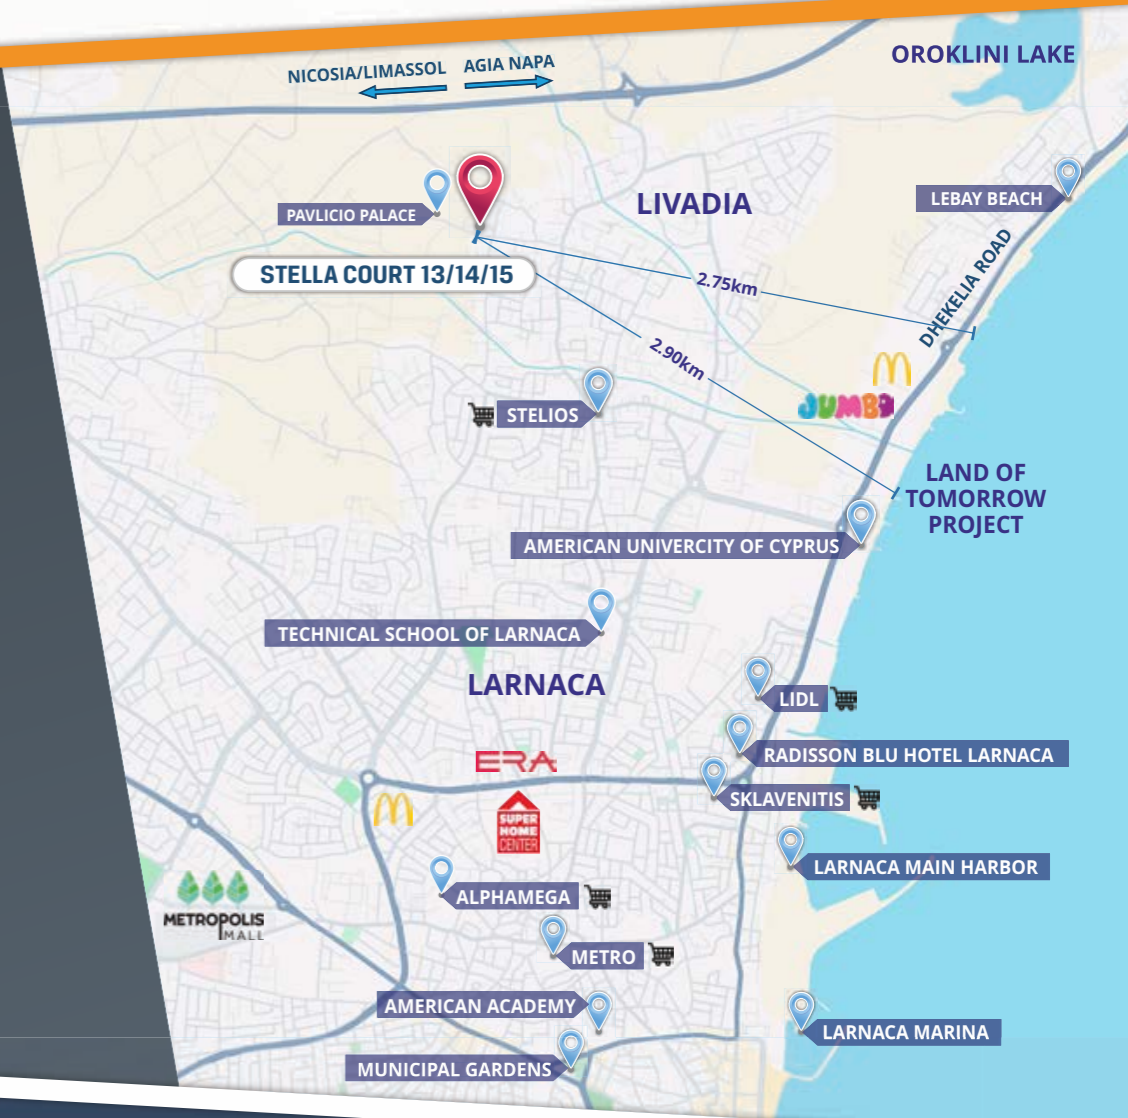 OROKLINI LAKE
NICOSIA/LIMASSOL
AGIA NAPA
LEBAY BEACH
PAVLICIO PALACE
LIVADIA
STELLA COURT 13/14/15
2.75km
DHEKELIA ROAD
2.90km
JUMBO
STELIOS
LAND OF
TOMORROW
PROJECT
AMERICAN UNIVERCITY OF CYPRUS
TECHNICAL SCHOOL OF LARNACA
LARNACA
LIDL
RADISSON BLU HOTEL LARNACA
ERA
SKLAVENITIS
SUPER
HOME
CENTER
LARNACA MAIN HARBOR
ALPHAMEGA
METROPOLIS
MALL
METRO
AMERICAN ACADEMY
LARNACA MARINA
MUNICIPAL GARDENS